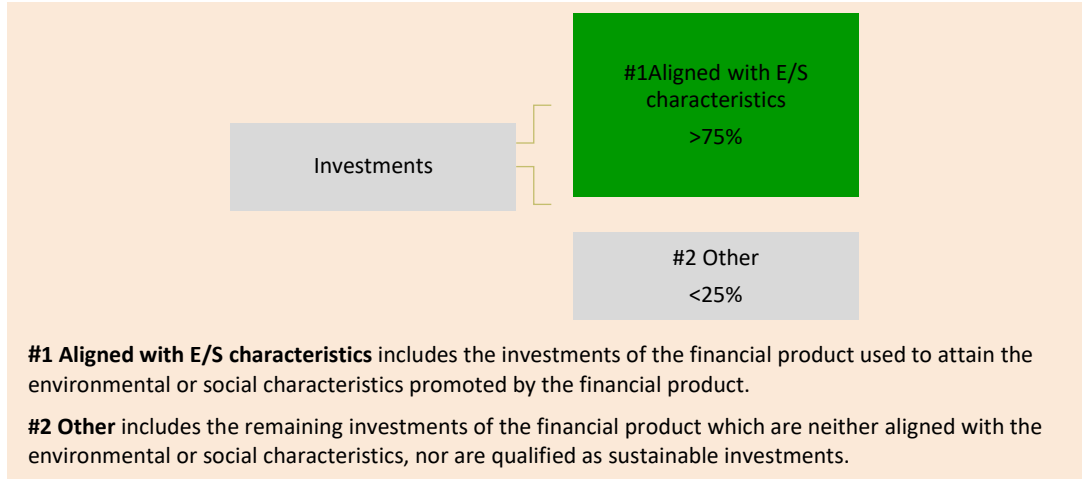 #1Aligned with E/S
characteristics
>75%
Investments
#2 Other
<25%
#1 Aligned with E/S characteristics includes the investments of the financial product used to attain the
environmental or social characteristics promoted by the financial product.
#2 Other includes the remaining investments of the financial product which are neither aligned with the
environmental or social characteristics, nor are qualified as sustainable investments.